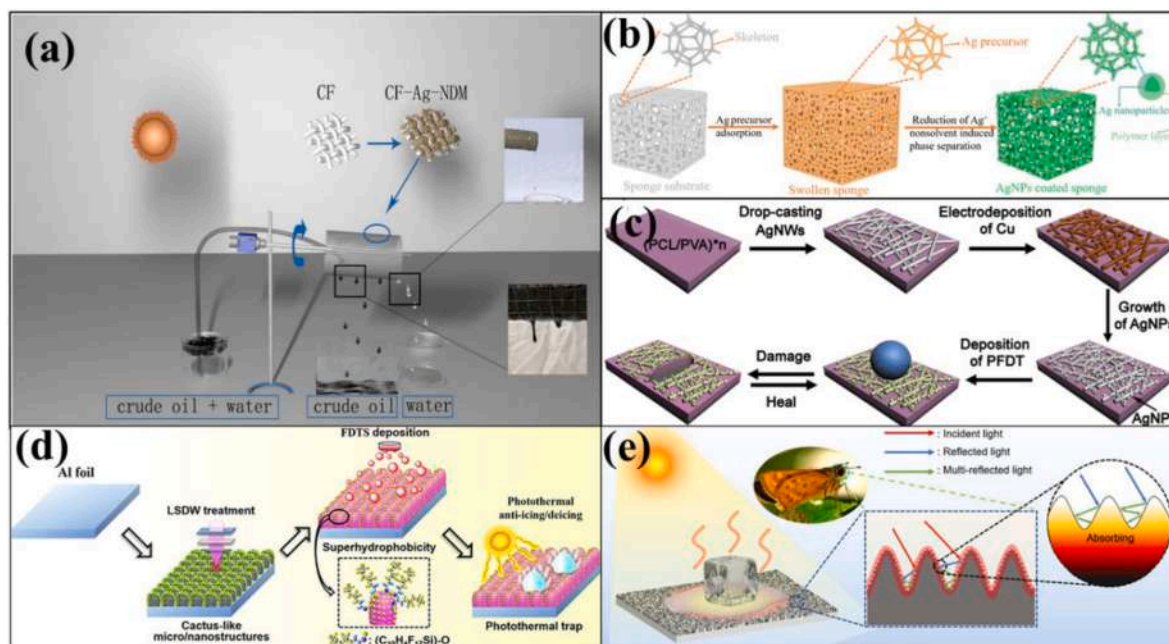 (a)
CF
CF-Ag-NDM
crude oil + water
crude oil
water
(b)
Skeleton
Ag precursor
Ag nanoparticles
Polymer layer
Ag precursor
adsorption
Reduction of Ag⁺
nonsolvent induced
phase separation
Sponge substrate
Swollen sponge
AgNPs coated sponge
(c)
(PCL/PVA)*n
Drop-casting
AgNWs
Electrodeposition
of Cu
Growth
of AgNPs
Deposition
of PFDT
Damage
Heal
AgNP
(d)
Al foil
LSDW treatment
Cactus-like
micro/nanostructures
FDTS deposition
Superhydrophobicity
Photothermal
anti-icing/deicing
Photothermal trap
(e)
: Incident light
: Reflected light
: Multi-reflected light
Absorbing